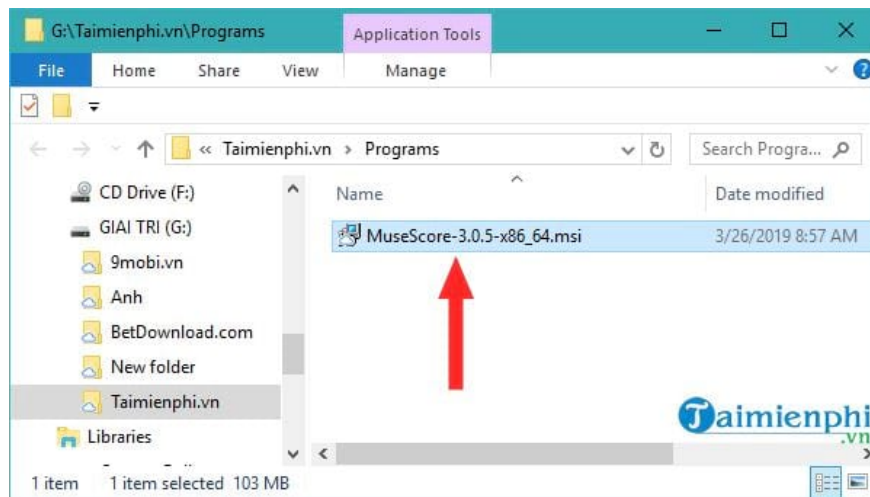 G:\Taimienphi.vn\Programs
Application Tools
File Home Share View Manage
« Taimienphi.vn > Programs
Search Progra...
CD Drive (F:)
GIAI TRI (G:)
9mobi.vn
Anh
BetDownload.com
New folder
Taimienphi.vn
Libraries
Name Date modified
MuseScore-3.0.5-x86_64.msi 3/26/2019 8:57 AM
Taimienphi
.vn
1 item 1 item selected 103 MB